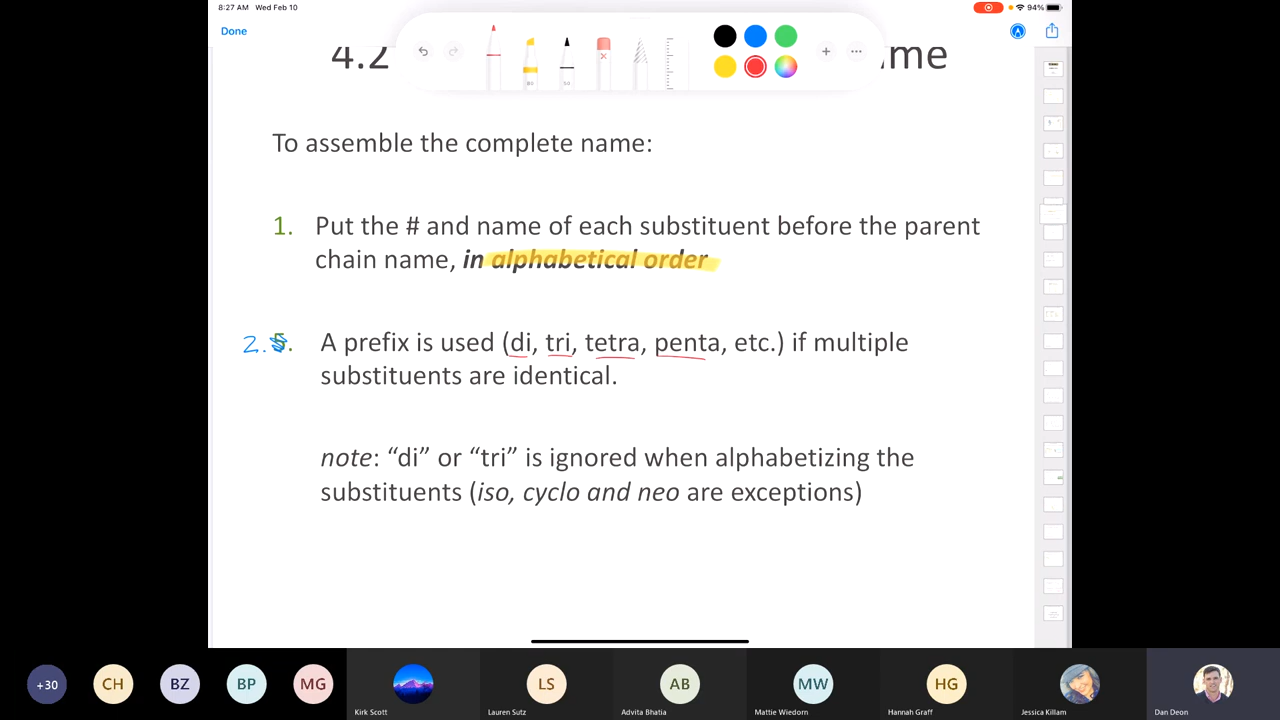 8:27 AM Wed Feb 10
94%
Done
4.2
me
To assemble the complete name:
1. Put the # and name of each substituent before the parent
chain name, in alphabetical order
2. 5. A prefix is used (di, tri, tetra, penta, etc.) if multiple
substituents are identical.
note: “di” or “tri” is ignored when alphabetizing the
substituents (iso, cyclo and neo are exceptions)
+30
CH
BZ
BP
MG
LS
AB
MW
HG
Kirk Scott
Lauren Sutz
Advita Bhatia
Mattie Wiedorn
Hannah Graff
Jessica Killam
Dan Deon